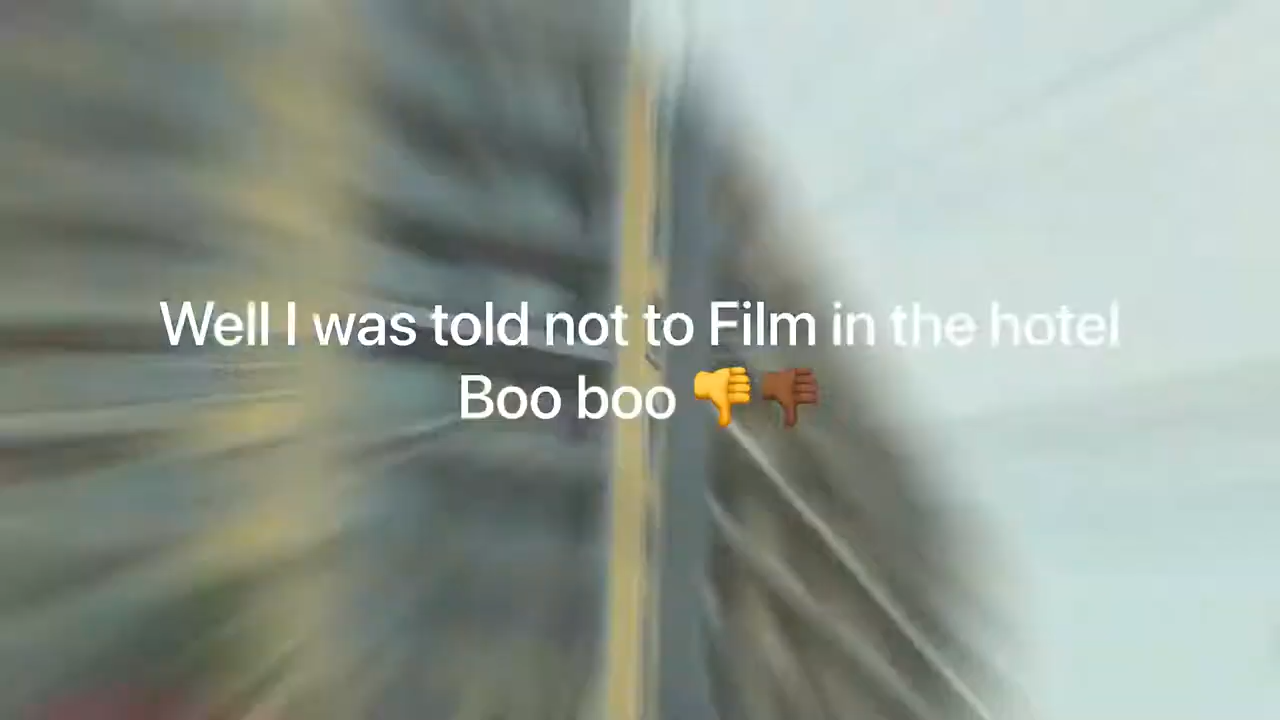 Well I was told not to Film in the hotel
Boo boo 👎👎🏾